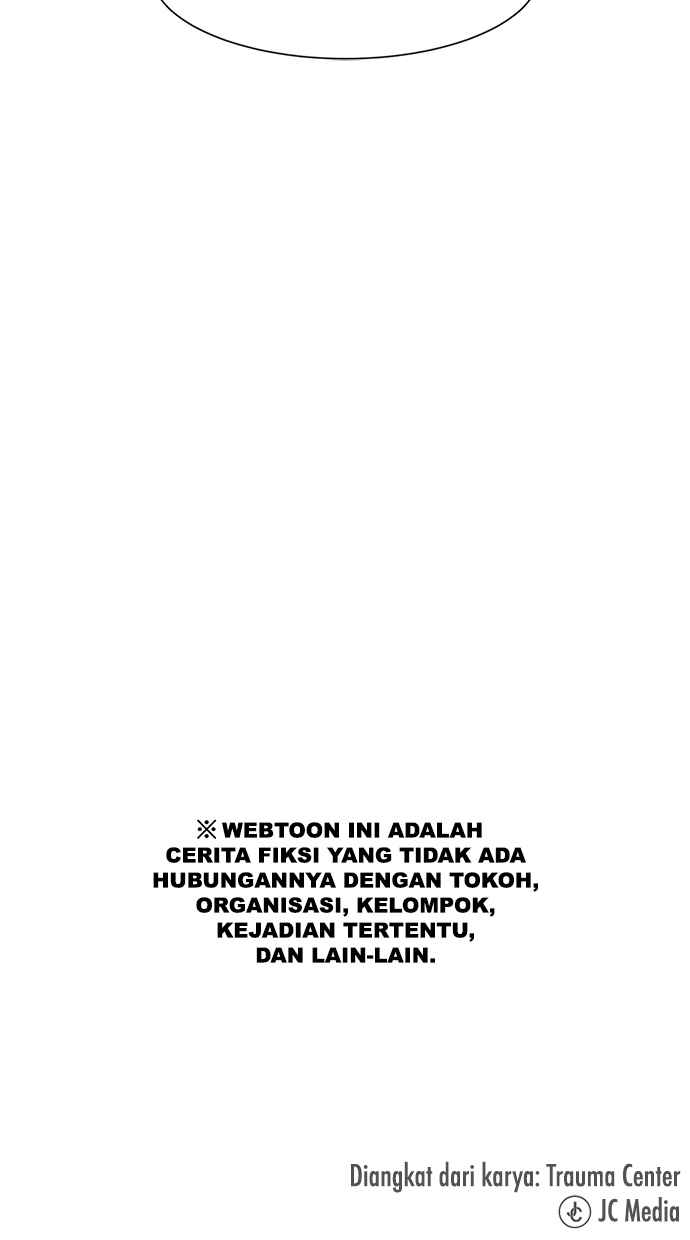 ※ WEBTOON INI ADALAH
CERITA FIKSI YANG TIDAK ADA
HUBUNGANNYA DENGAN TOKOH,
ORGANISASI, KELOMPOK,
KEJADIAN TERTENTU,
DAN LAIN-LAIN.
Diangkat dari karya: Trauma Center
JC Media